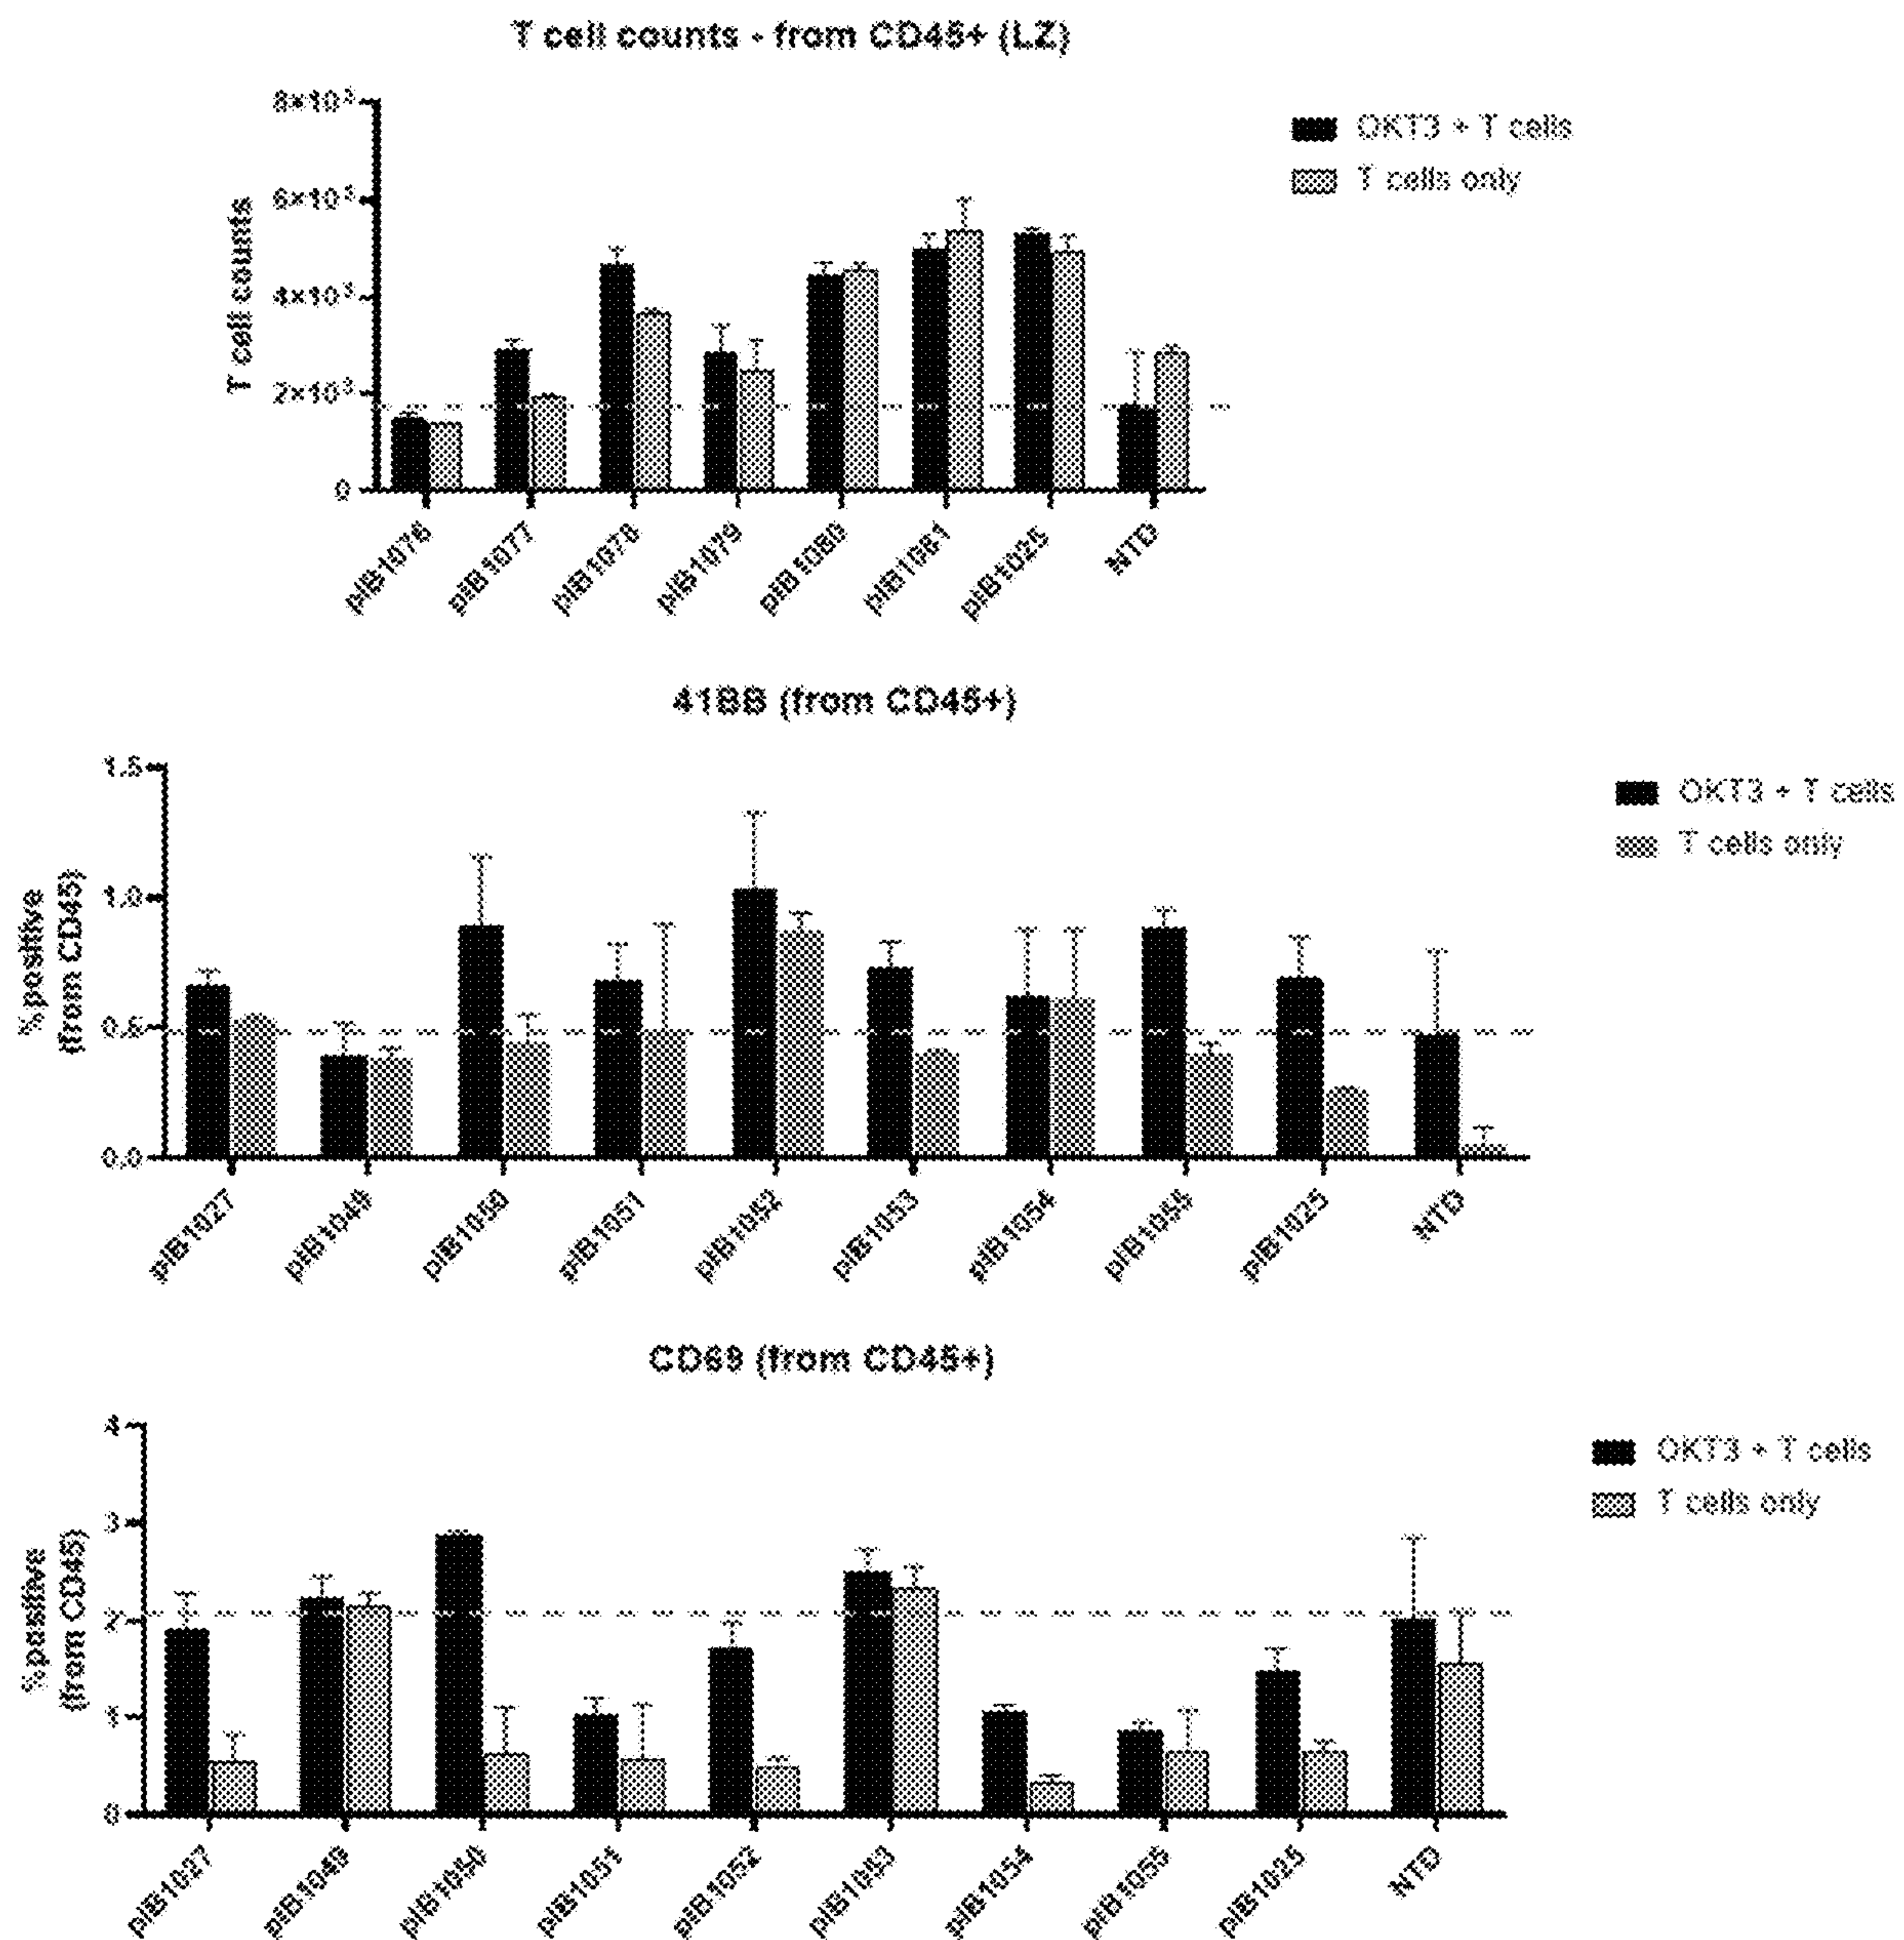 T cell counts - from CD45+ (LZ)
8×10³
6×10³
4×10³
2×10³
0
T cell counts
OKT3 + T cells
T cells only
pIB1076
pIB1077
pIB1078
pIB1079
pIB1080
pIB1081
pIB1025
NTD
41BB (from CD45+)
1.5
1.0
0.5
0.0
%positive
(from CD45)
OKT3 + T cells
T cells only
pIB1027
pIB1049
pIB1050
pIB1051
pIB1052
pIB1053
pIB1054
pIB1055
pIB1025
NTD
CD69 (from CD45+)
4
3
2
1
0
%positive
(from CD45)
OKT3 + T cells
T cells only
pIB1027
pIB1049
pIB1050
pIB1051
pIB1052
pIB1053
pIB1054
pIB1055
pIB1025
NTD